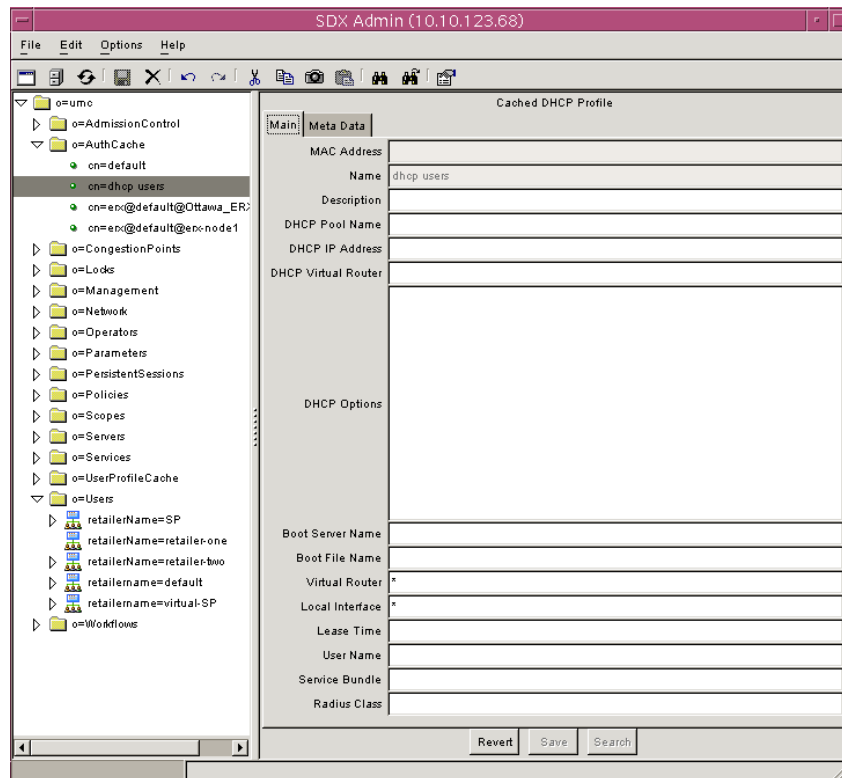 SDX Admin (10.10.123.68)
File Edit Options Help
o=umc
o=AdmissionControl
o=AuthCache
cn=default
cn=dhcp users
cn=erx@default@Ottawa_ERX
cn=erx@default@erx-node1
o=CongestionPoints
o=Locks
o=Management
o=Network
o=Operators
o=Parameters
o=PersistentSessions
o=Policies
o=Scopes
o=Servers
o=Services
o=UserProfileCache
o=Users
retailerName=SP
retailerName=retailer-one
retailerName=retailer-two
retailername=default
retailername=virtual-SP
o=Workflows
Cached DHCP Profile
Main Meta Data
MAC Address
Name dhcp users
Description
DHCP Pool Name
DHCP IP Address
DHCP Virtual Router
DHCP Options
Boot Server Name
Boot File Name
Virtual Router *
Local Interface *
Lease Time
User Name
Service Bundle
Radius Class
Revert Save Search